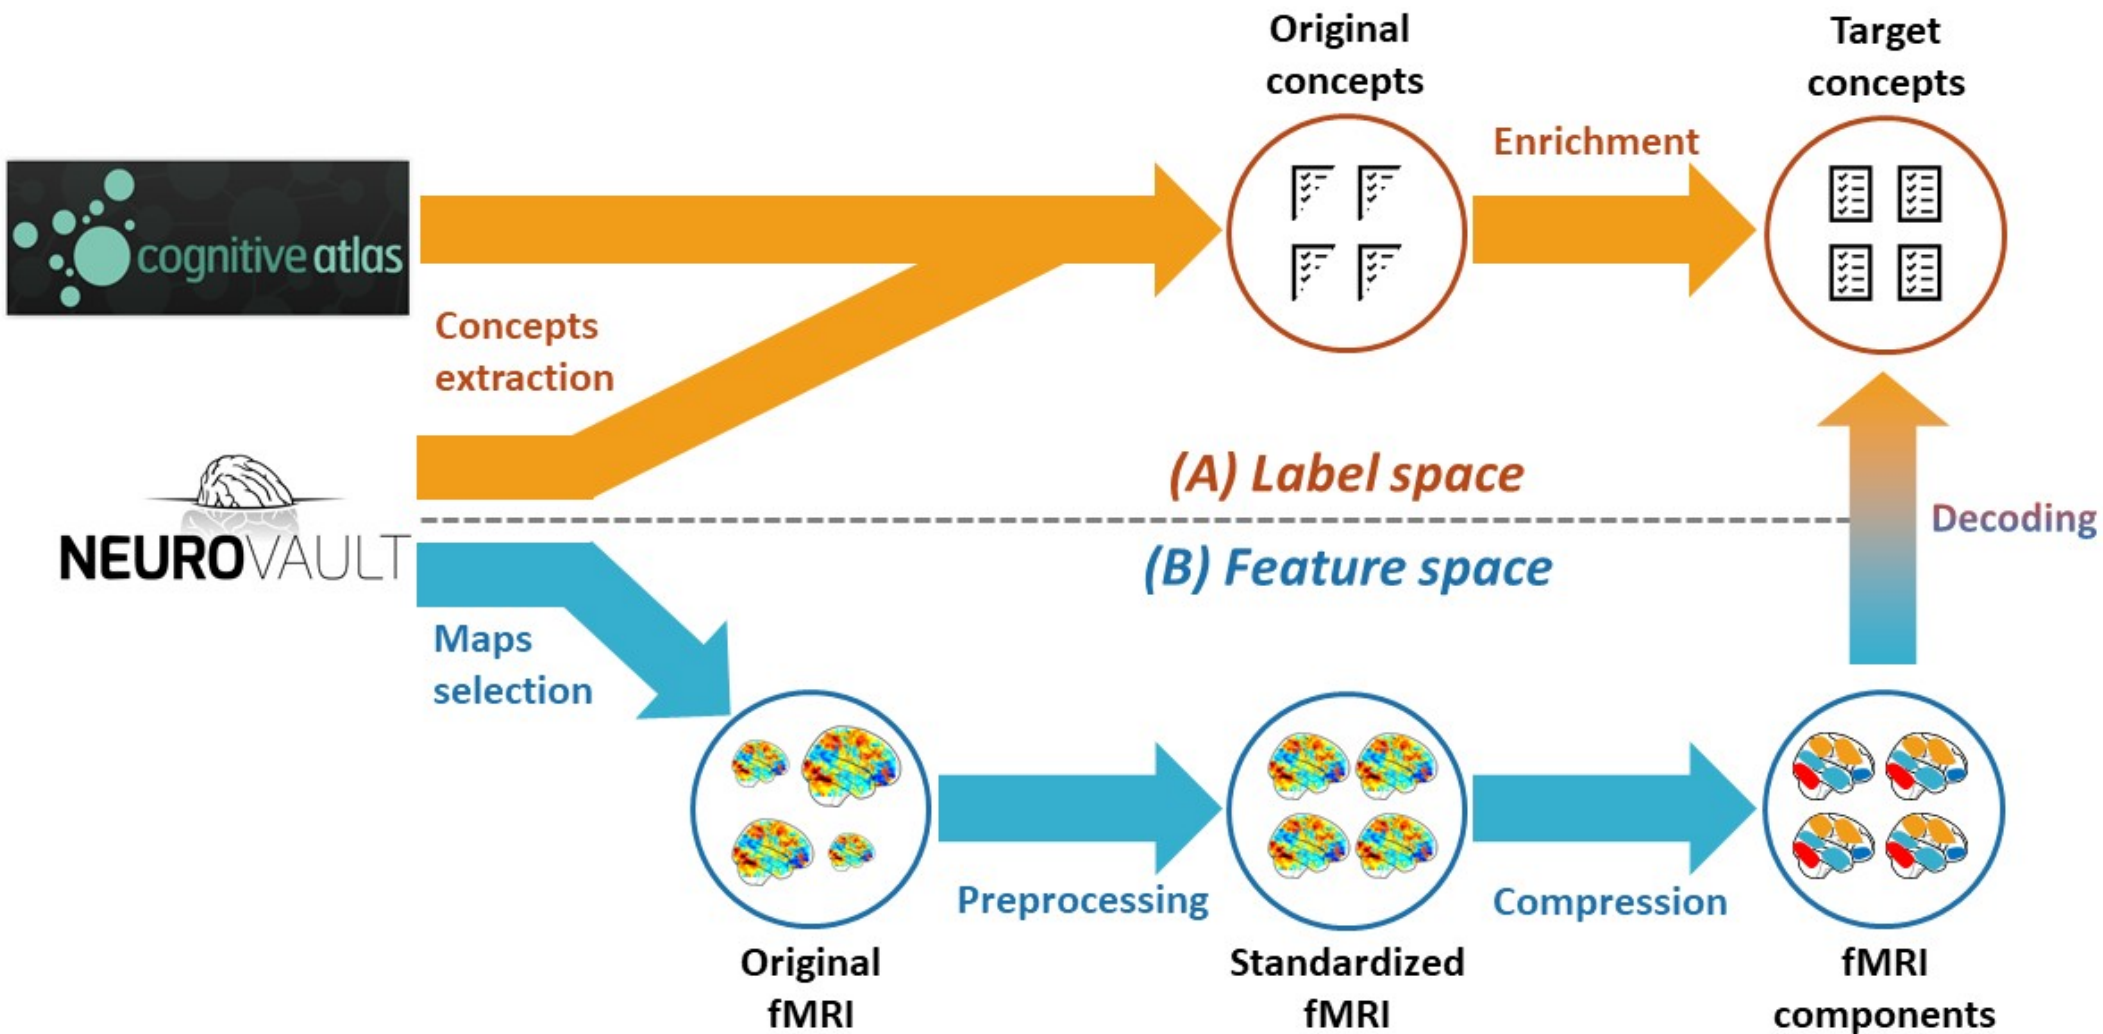 Original
concepts
Target
concepts
Enrichment
cognitive atlas
Concepts
extraction
(A) Label space
NEUROVAULT
Decoding
(B) Feature space
Maps
selection
Preprocessing
Compression
Original
fMRI
Standardized
fMRI
fMRI
components